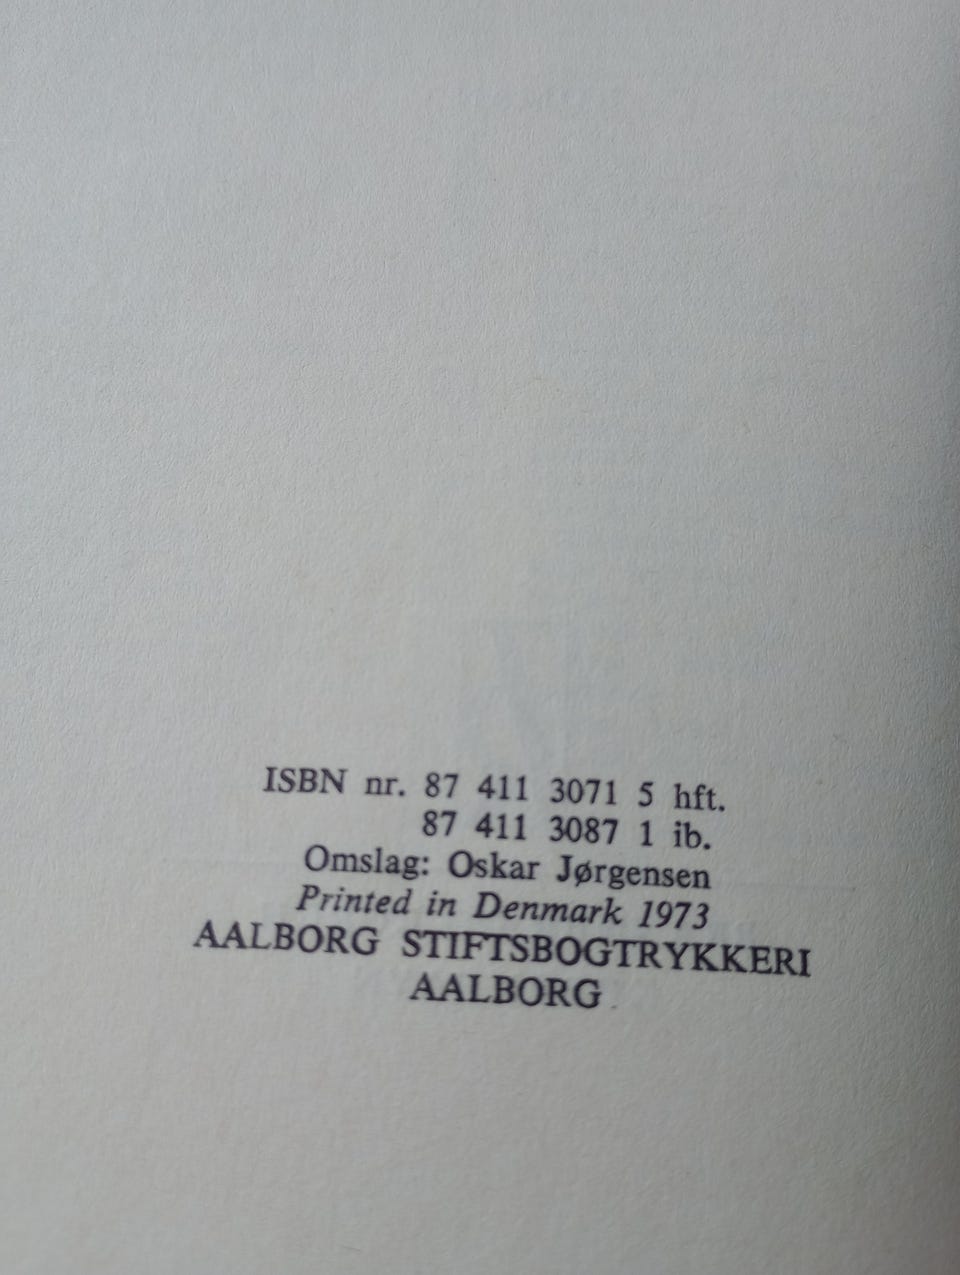 ISBN nr. 87 411 3071 5 hft.
87 411 3087 1 ib.
Omslag: Oskar Jørgensen
Printed in Denmark 1973
AALBORG STIFTSBOGTRYKKERI
AALBORG